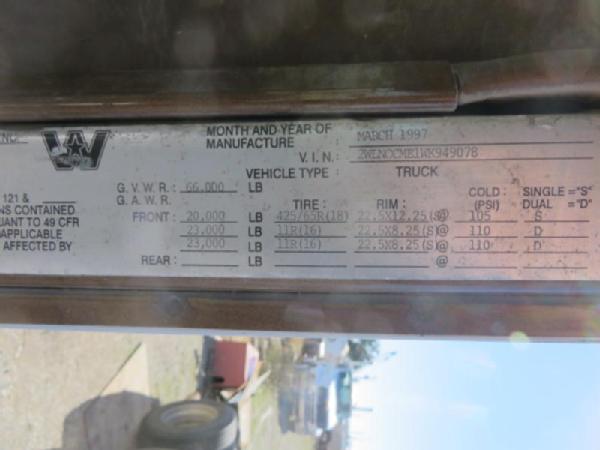 NO.
W
MONTH AND YEAR OF MANUFACTURE: MARCH 1997
V.I.N.: 2WLNCCME1WK949078
VEHICLE TYPE: TRUCK
G.V.W.R.: 66,000 LB
121 & G.A.W.R. TIRE: RIM: COLD: (PSI) SINGLE="S" DUAL="D"
NS CONTAINED FRONT: 20,000 LB 425/65R(18) 22.5X12.25(S)@ 105 S
UANT TO 49 CFR
APPLICABLE 23,000 LB 11R(16) 22.5X8.25(S)@ 110 D
AFFECTED BY 23,000 LB 11R(16) 22.5X8.25(S)@ 110 D
REAR: LB @